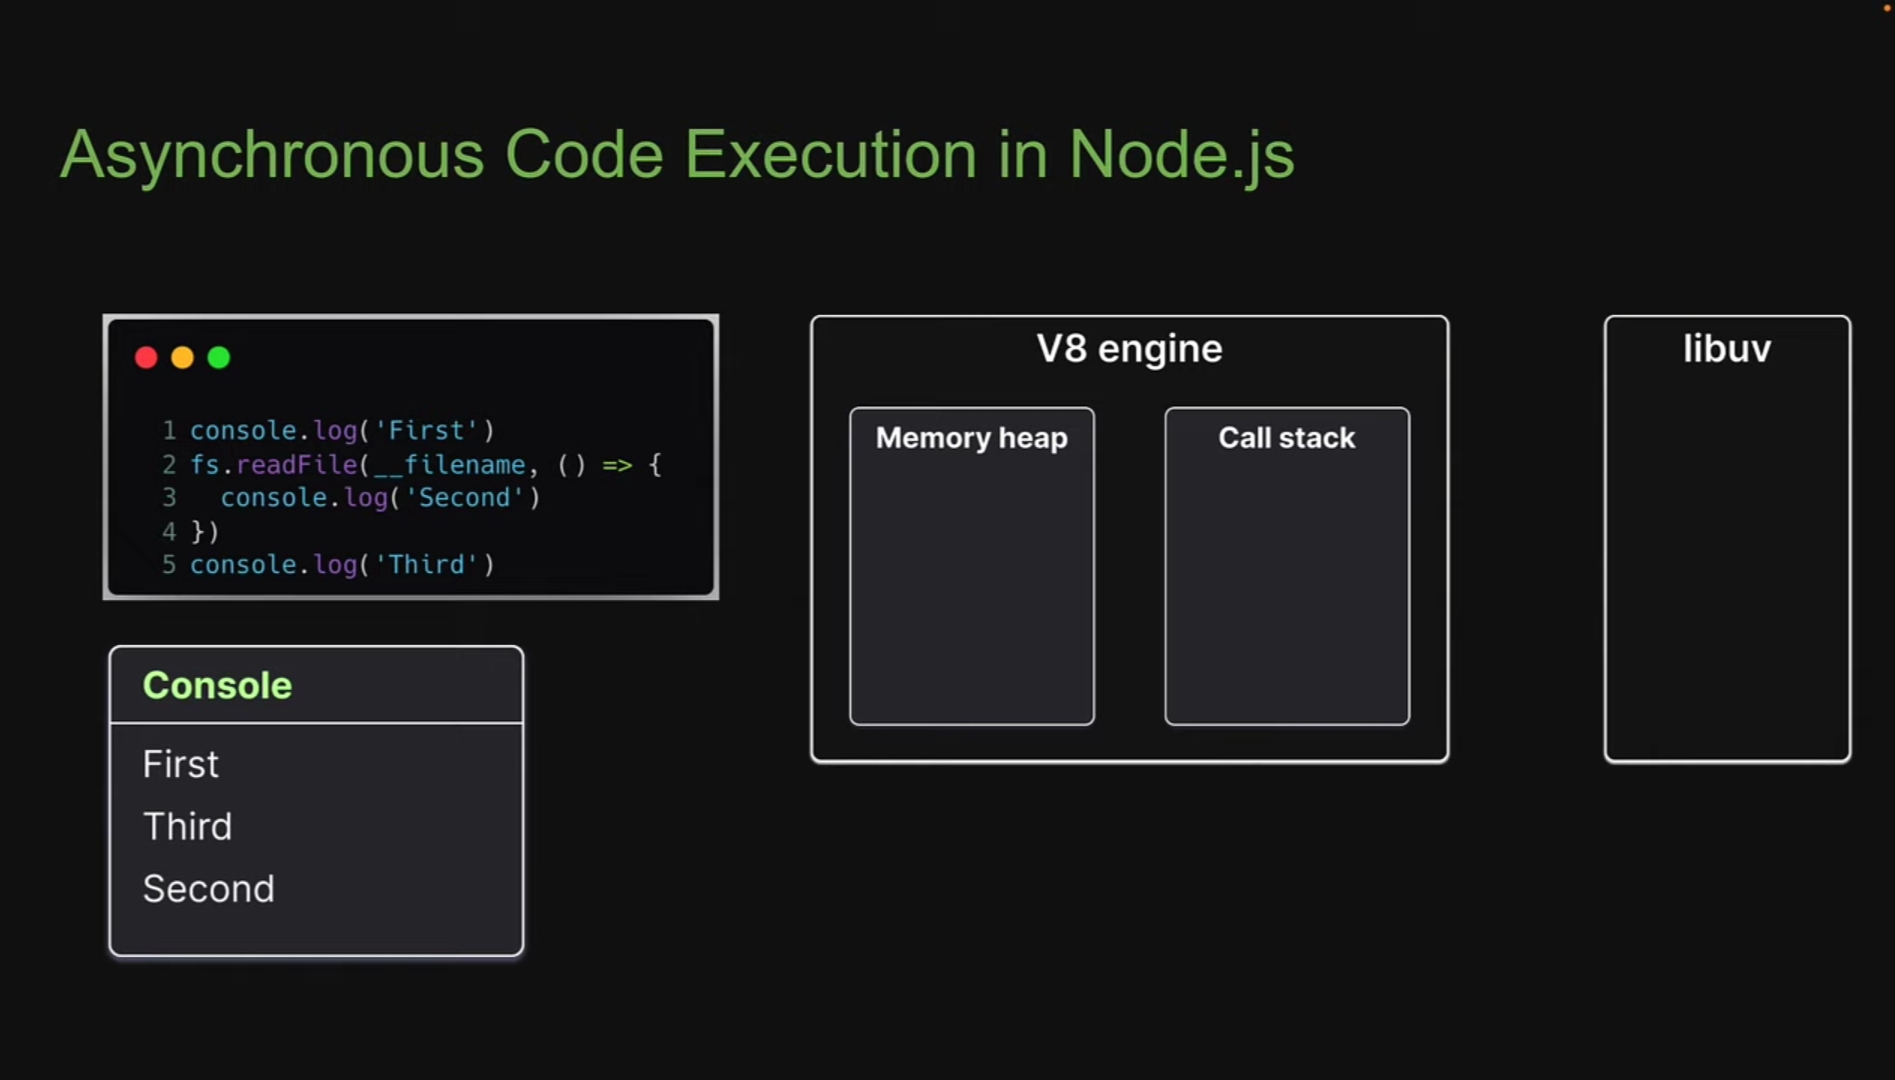 Asynchronous Code Execution in Node.js
1 console.log('First')
2 fs.readFile(__filename, () => {
3   console.log('Second')
4 })
5 console.log('Third')
Console
First
Third
Second
V8 engine
Memory heap
Call stack
libuv